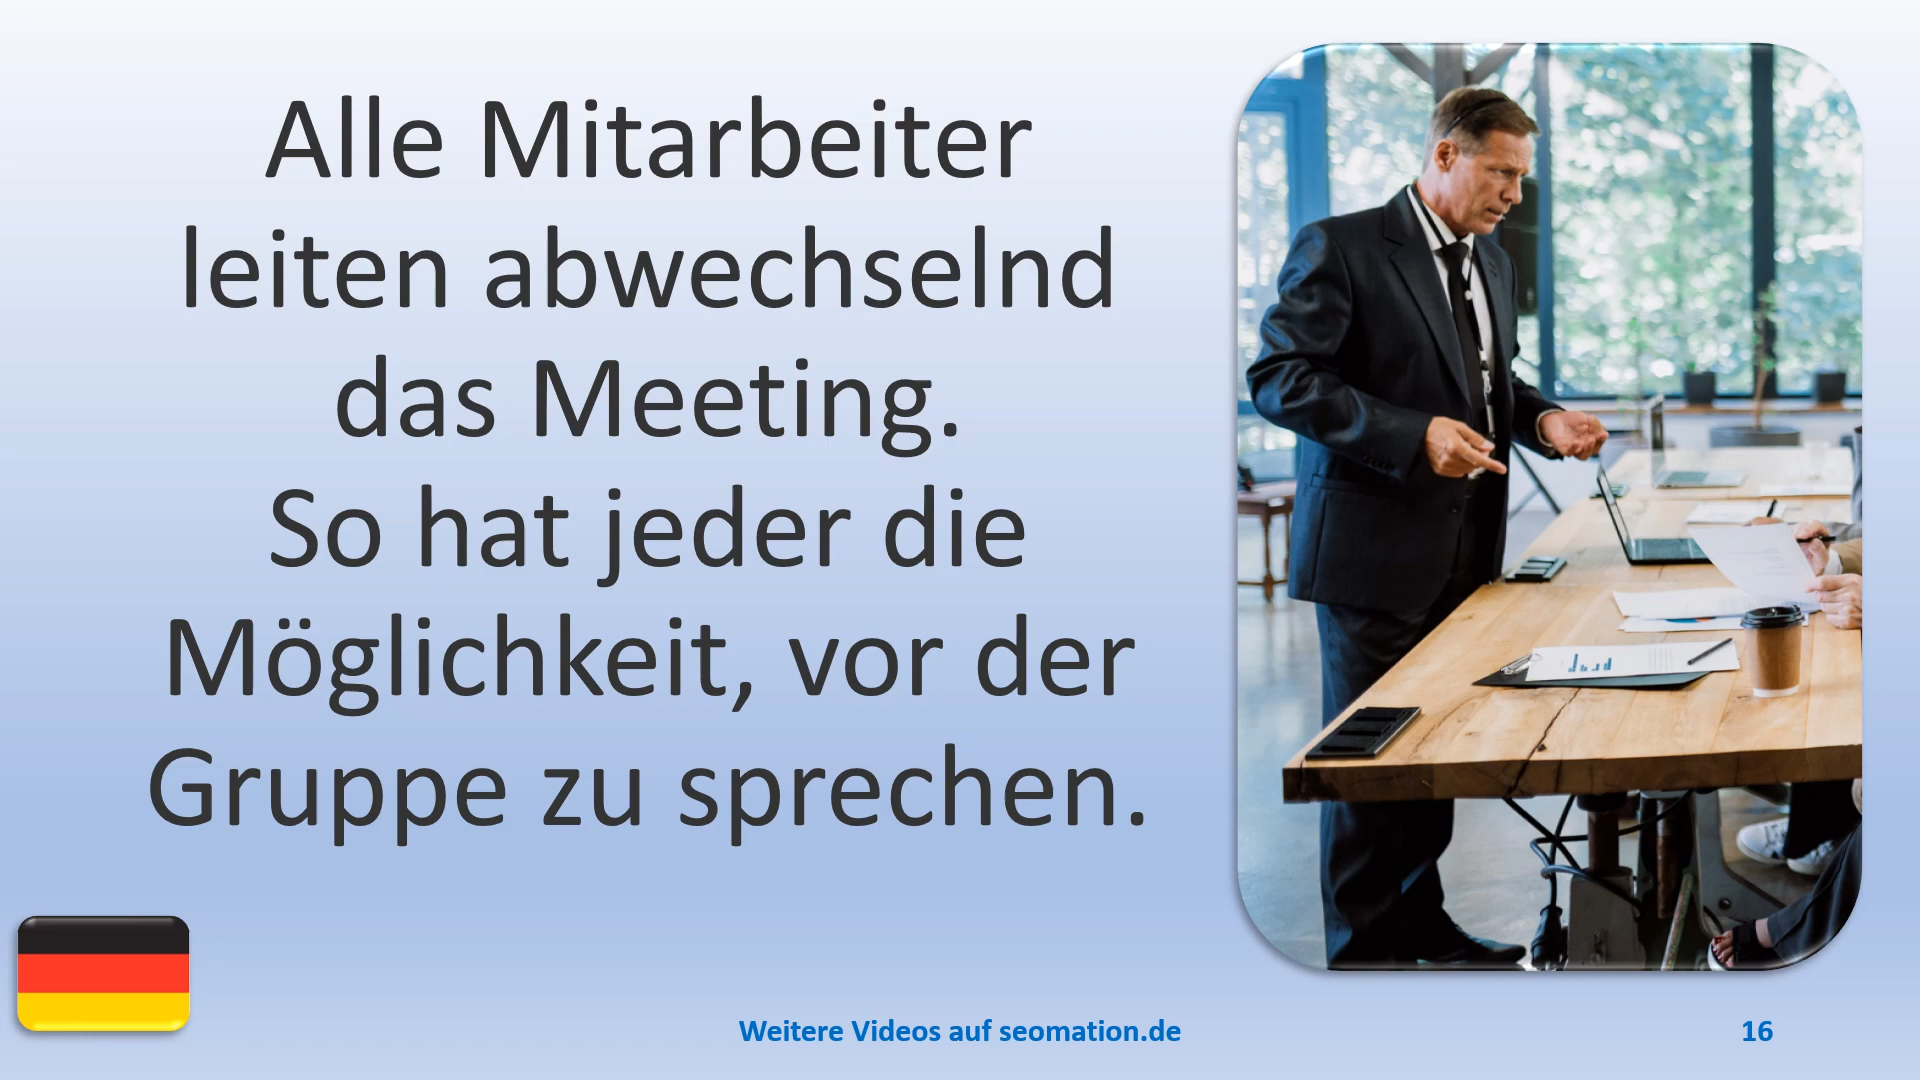 Alle Mitarbeiter
leiten abwechselnd
das Meeting.
So hat jeder die
Möglichkeit, vor der
Gruppe zu sprechen.
Weitere Videos auf seomation.de
16